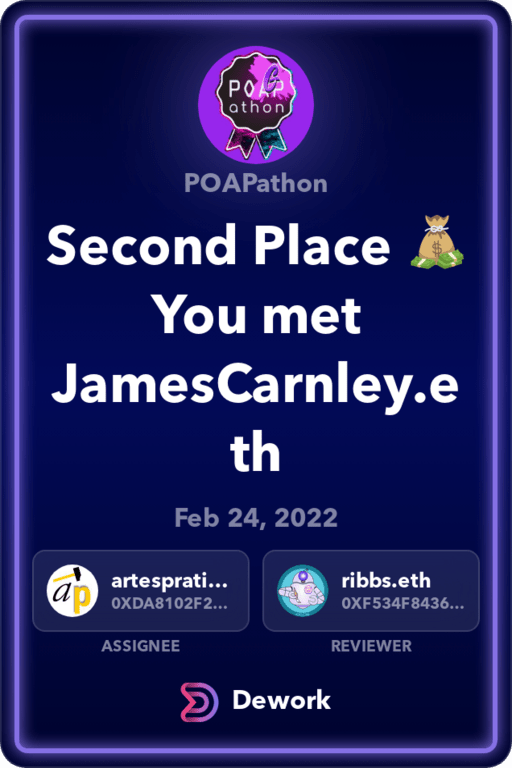 POAP
athon
POAPathon
Second Place 💰
You met
JamesCarnley.e
th
Feb 24, 2022
artesprati...
0XDA8102F2...
ASSIGNEE
ribbs.eth
0XF534F8436...
REVIEWER
Dework